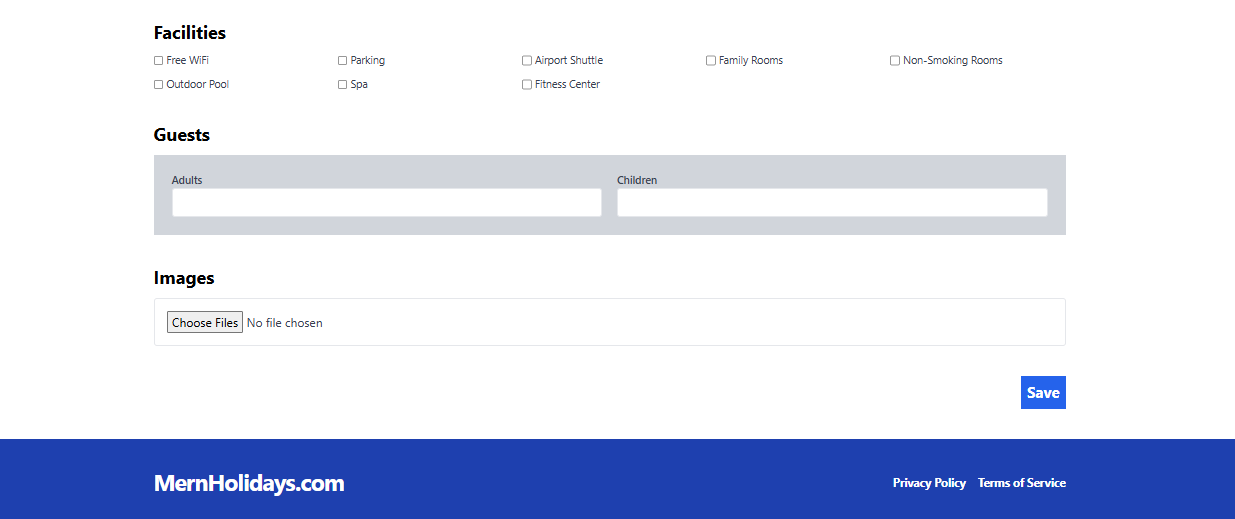 Facilities
Free WiFi Parking Airport Shuttle Family Rooms Non-Smoking Rooms
Outdoor Pool Spa Fitness Center
Guests
Adults Children
Images
Choose Files No file chosen
Save
MernHolidays.com Privacy Policy Terms of Service